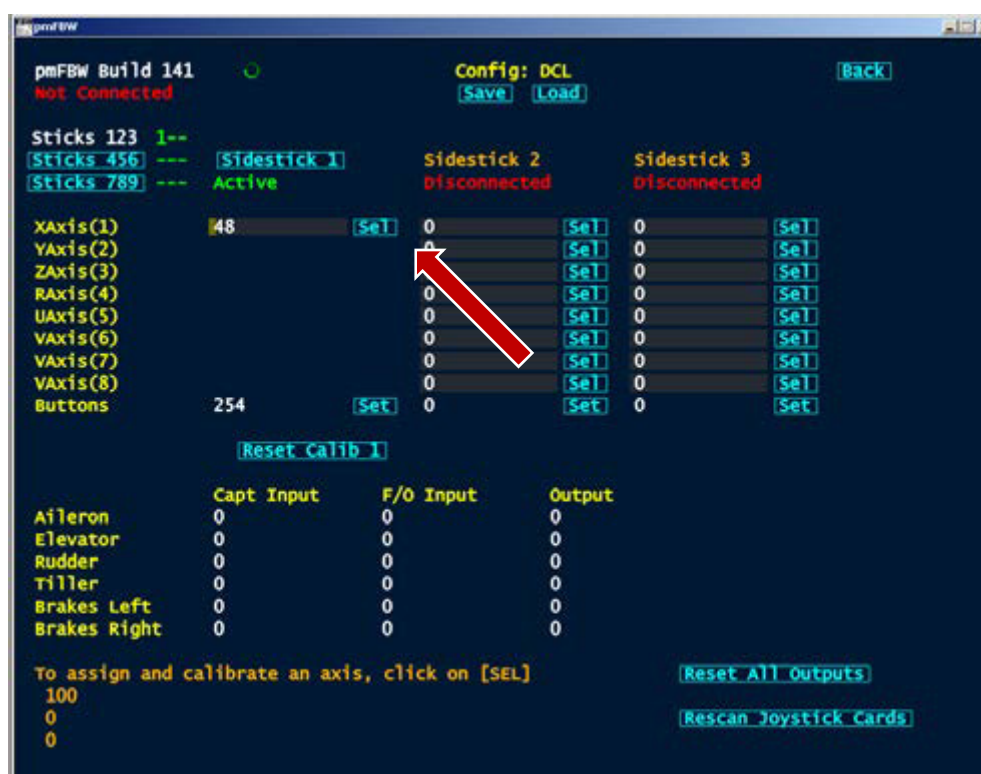 pmFBW
pmFBW Build 141 Config: DCL Back
Not Connected Save Load
Sticks 123 1--
Sticks 456 --- Sidestick 1 Sidestick 2 Sidestick 3
Sticks 789 --- Active Disconnected Disconnected
XAxis(1) 48 Sel 0 Sel 0 Sel
YAxis(2) Sel 0 Sel
ZAxis(3) Sel 0 Sel
RAxis(4) 0 Sel 0 Sel
UAxis(5) 0 Sel 0 Sel
VAxis(6) 0 Sel 0 Sel
VAxis(7) 0 Sel 0 Sel
VAxis(8) 0 Sel 0 Sel
Buttons 254 Set 0 Set 0 Set
Reset Calib 1
Capt Input F/O Input Output
Aileron 0 0 0
Elevator 0 0 0
Rudder 0 0 0
Tiller 0 0 0
Brakes Left 0 0 0
Brakes Right 0 0 0
To assign and calibrate an axis, click on [SEL] Reset All Outputs
100
0 Rescan Joystick Cards
0